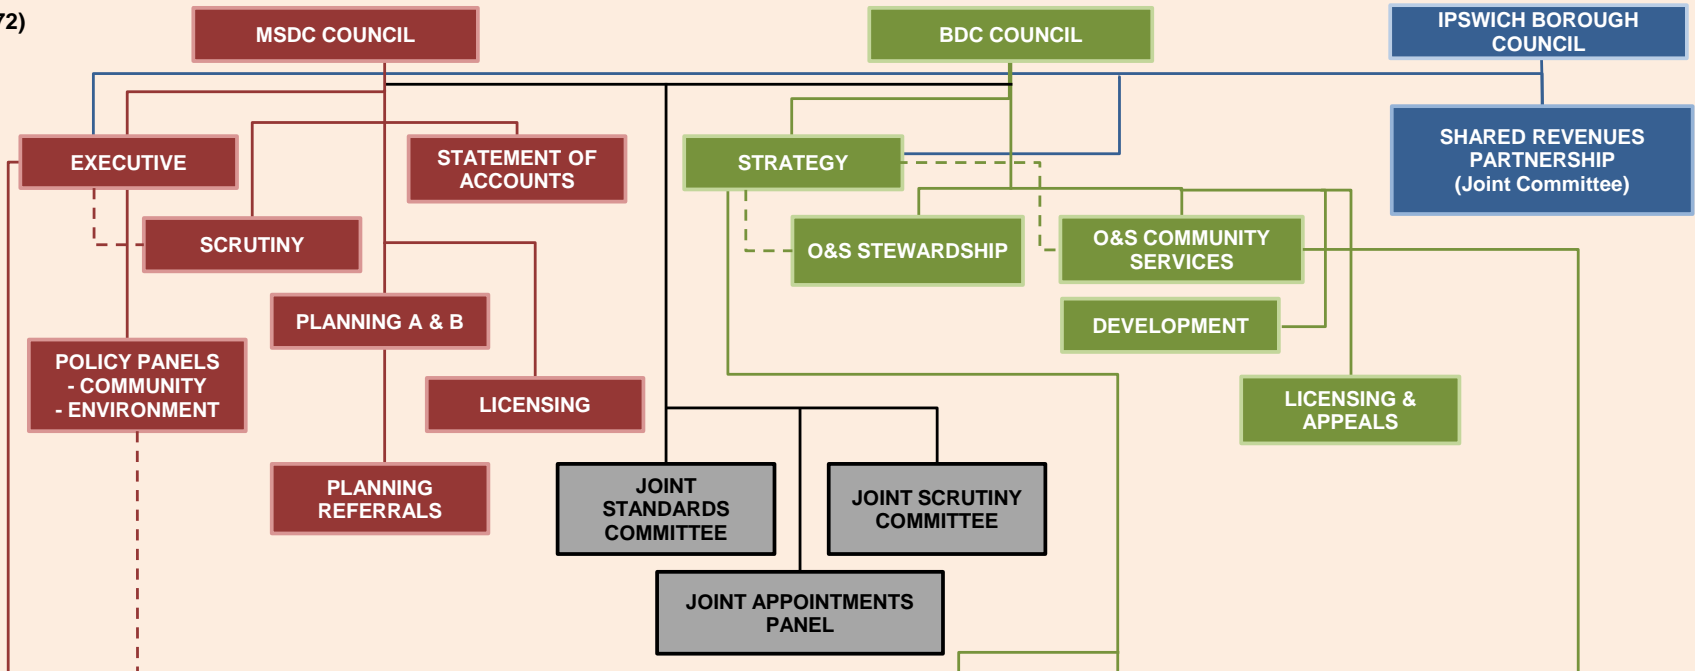 72)
MSDC COUNCIL
BDC COUNCIL
IPSWICH BOROUGH
COUNCIL
EXECUTIVE
STATEMENT OF
ACCOUNTS
STRATEGY
SHARED REVENUES
PARTNERSHIP
(Joint Committee)
SCRUTINY
O&S STEWARDSHIP
O&S COMMUNITY
SERVICES
PLANNING A & B
DEVELOPMENT
POLICY PANELS
- COMMUNITY
- ENVIRONMENT
LICENSING
LICENSING &
APPEALS
PLANNING
REFERRALS
JOINT
STANDARDS
COMMITTEE
JOINT SCRUTINY
COMMITTEE
JOINT APPOINTMENTS
PANEL